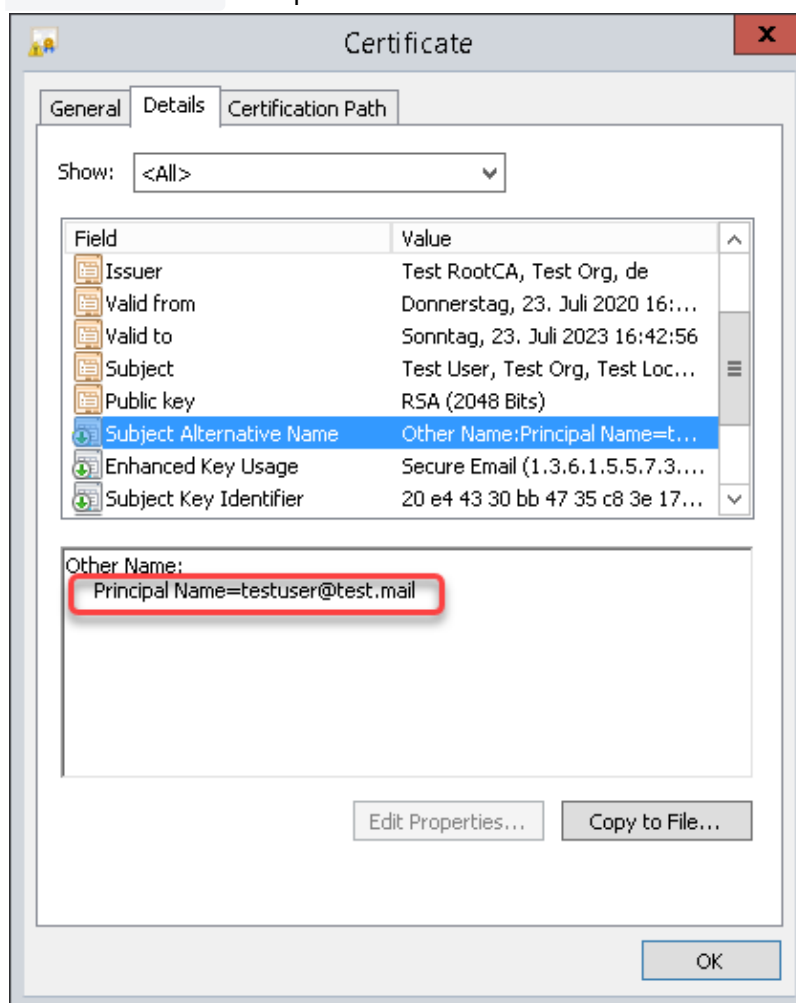 Certificate
x
General Details Certification Path
Show: <All>
Field Value
Issuer Test RootCA, Test Org, de
Valid from Donnerstag, 23. Juli 2020 16:...
Valid to Sonntag, 23. Juli 2023 16:42:56
Subject Test User, Test Org, Test Loc...
Public key RSA (2048 Bits)
Subject Alternative Name Other Name:Principal Name=t...
Enhanced Key Usage Secure Email (1.3.6.1.5.5.7.3....
Subject Key Identifier 20 e4 43 30 bb 47 35 c8 3e 17...
Other Name:
Principal Name=testuser@test.mail
Edit Properties... Copy to File...
OK